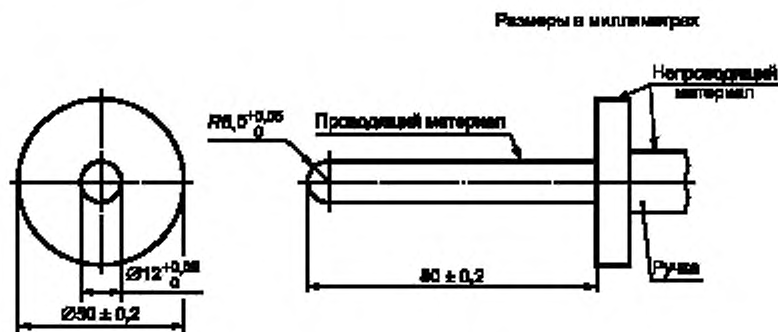 Размеры в миллиметрах
Непроводящий
материал
R6,5 +0,05
0
Проводящий материал
Ø12 +0,05
0
80 ± 0,2
Ручка
Ø50 ± 0,2